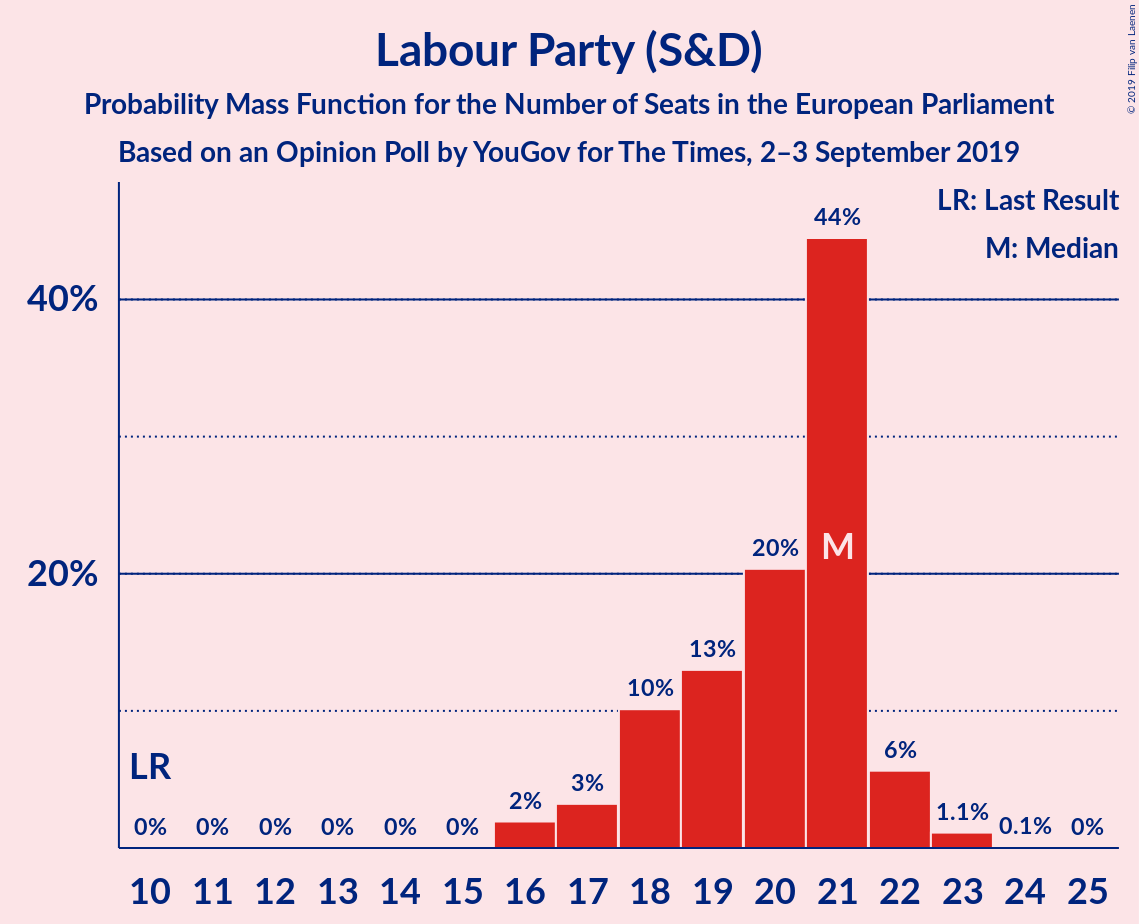 Labour Party (S&D)
Probability Mass Function for the Number of Seats in the European Parliament
Based on an Opinion Poll by YouGov for The Times, 2–3 September 2019
© 2019 Filip van Laenen
LR: Last Result
M: Median
44%
40%
M
20%
20%
13%
10%
LR
6%
3%
2%
1.1%
0% 0% 0% 0% 0% 0% 0.1% 0%
10 11 12 13 14 15 16 17 18 19 20 21 22 23 24 25